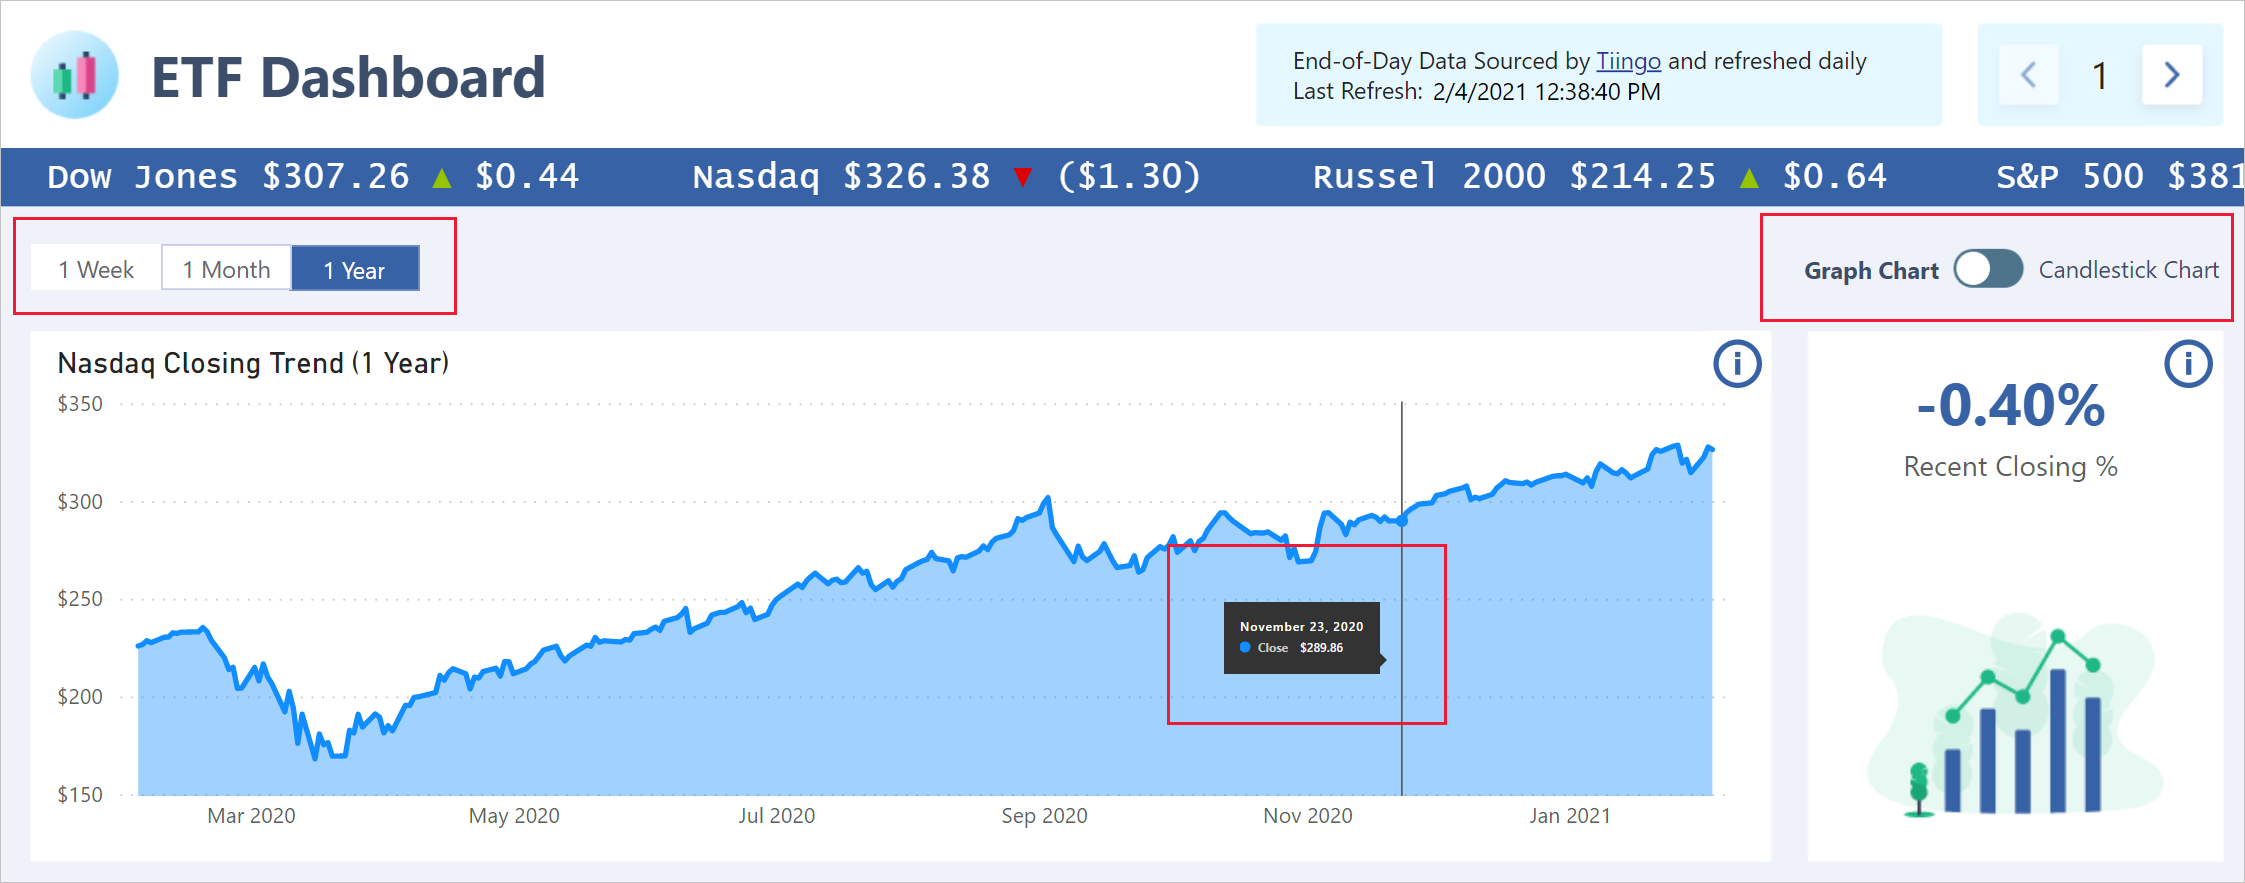 ETF Dashboard
End-of-Day Data Sourced by Tiingo and refreshed daily
Last Refresh: 2/4/2021 12:38:40 PM
1
Dow Jones $307.26 ▲ $0.44 Nasdaq $326.38 ▼ ($1.30) Russel 2000 $214.25 ▲ $0.64 S&P 500 $381
1 Week 1 Month 1 Year
Graph Chart Candlestick Chart
Nasdaq Closing Trend (1 Year)
$350
$300
$250
$200
$150
November 23, 2020
Close $289.86
Mar 2020 May 2020 Jul 2020 Sep 2020 Nov 2020 Jan 2021
-0.40%
Recent Closing %